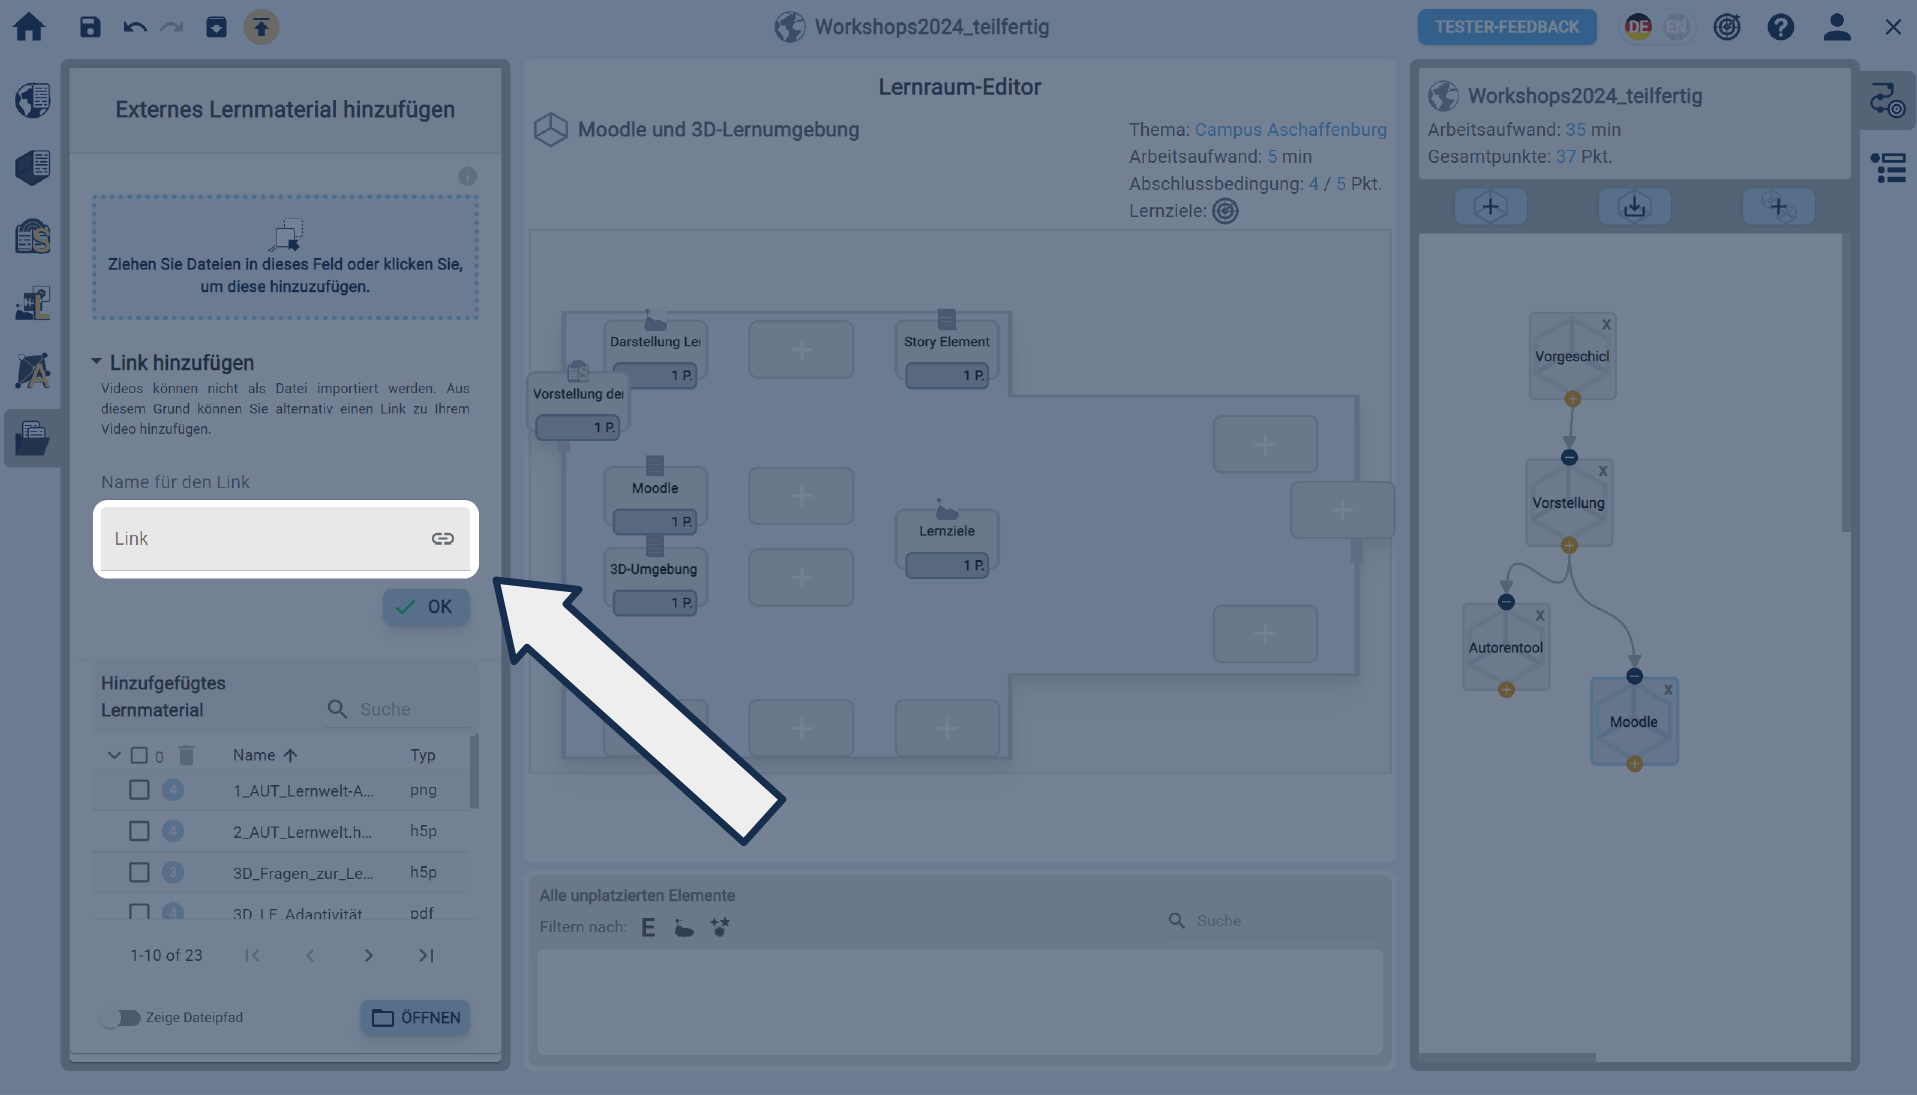 Workshops2024_teilfertig
TESTER-FEEDBACK
DE
EN
Externes Lernmaterial hinzufügen
Ziehen Sie Dateien in dieses Feld oder klicken Sie,
um diese hinzuzufügen.
Link hinzufügen
Videos können nicht als Datei importiert werden. Aus
diesem Grund können Sie alternativ einen Link zu Ihrem
Video hinzufügen.
Name für den Link
Link
OK
Hinzufgefügtes
Lernmaterial
Suche
0
Name
Typ
4
1_AUT_Lernwelt-A...
png
4
2_AUT_Lernwelt.h...
h5p
3
3D_Fragen_zur_Le...
h5p
4
3D_LE_Adaptivität
pdf
1-10 of 23
Zeige Dateipfad
ÖFFNEN
Lernraum-Editor
Moodle und 3D-Lernumgebung
Thema: Campus Aschaffenburg
Arbeitsaufwand: 5 min
Abschlussbedingung: 4 / 5 Pkt.
Lernziele:
Darstellung Ler
1 P.
Story Element
1 P.
Vorstellung der
1 P.
Moodle
1 P.
Lernziele
1 P.
3D-Umgebung
1 P.
Alle unplatzierten Elemente
Filtern nach: E
Suche
Workshops2024_teilfertig
Arbeitsaufwand: 35 min
Gesamtpunkte: 37 Pkt.
X
Vorgeschicl
X
Vorstellung
X
Autorentool
X
Moodle